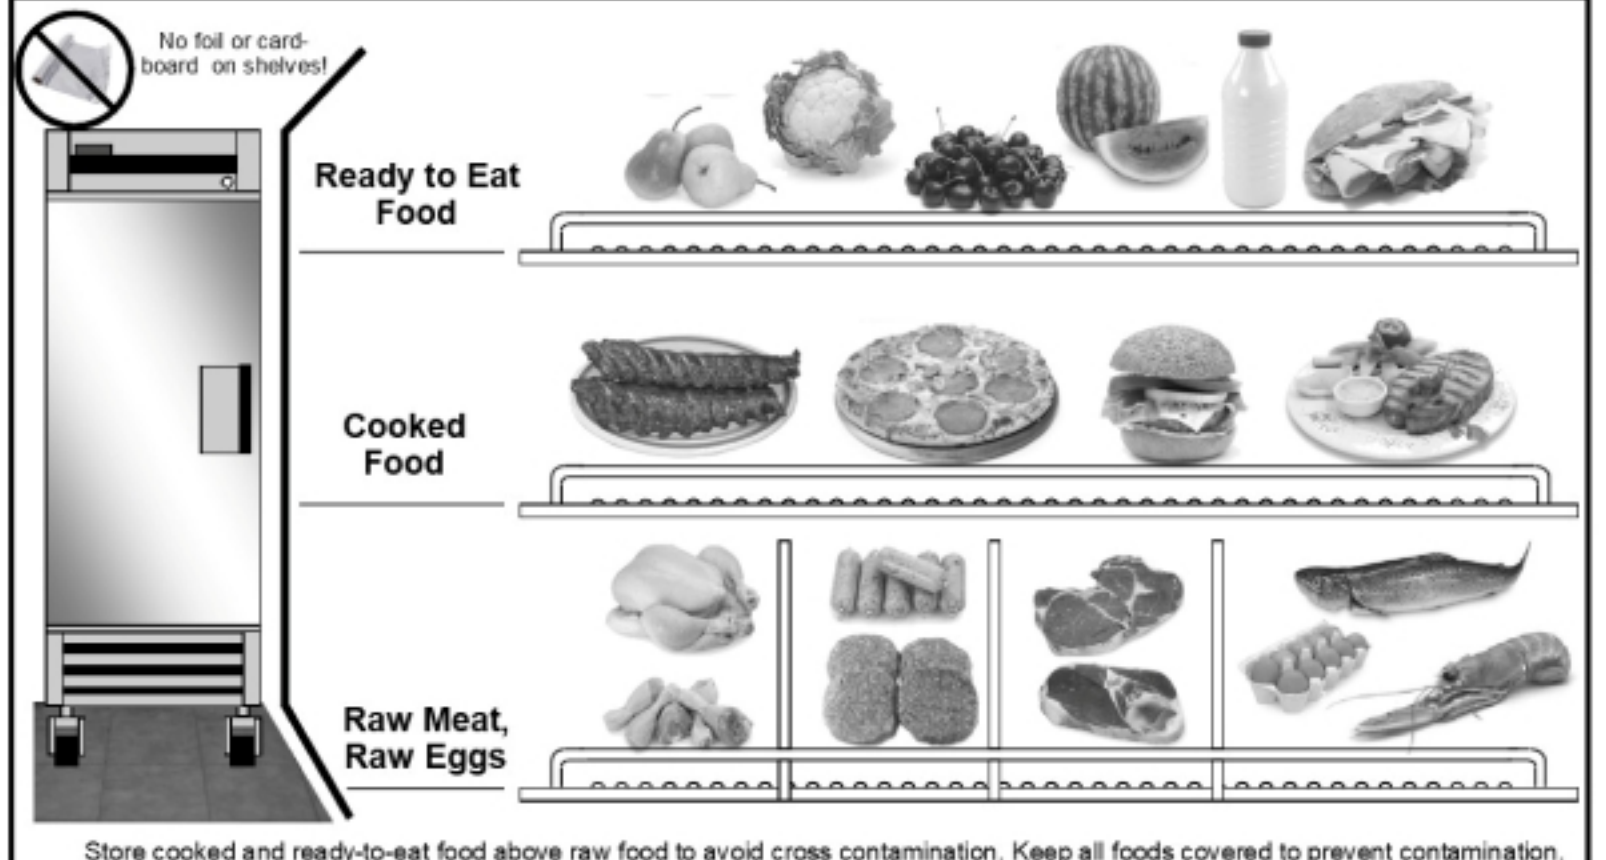 No foil or card-
board on shelves!
Ready to Eat
Food
Cooked
Food
Raw Meat,
Raw Eggs
Store cooked and ready-to-eat food above raw food to avoid cross contamination. Keep all foods covered to prevent contamination.